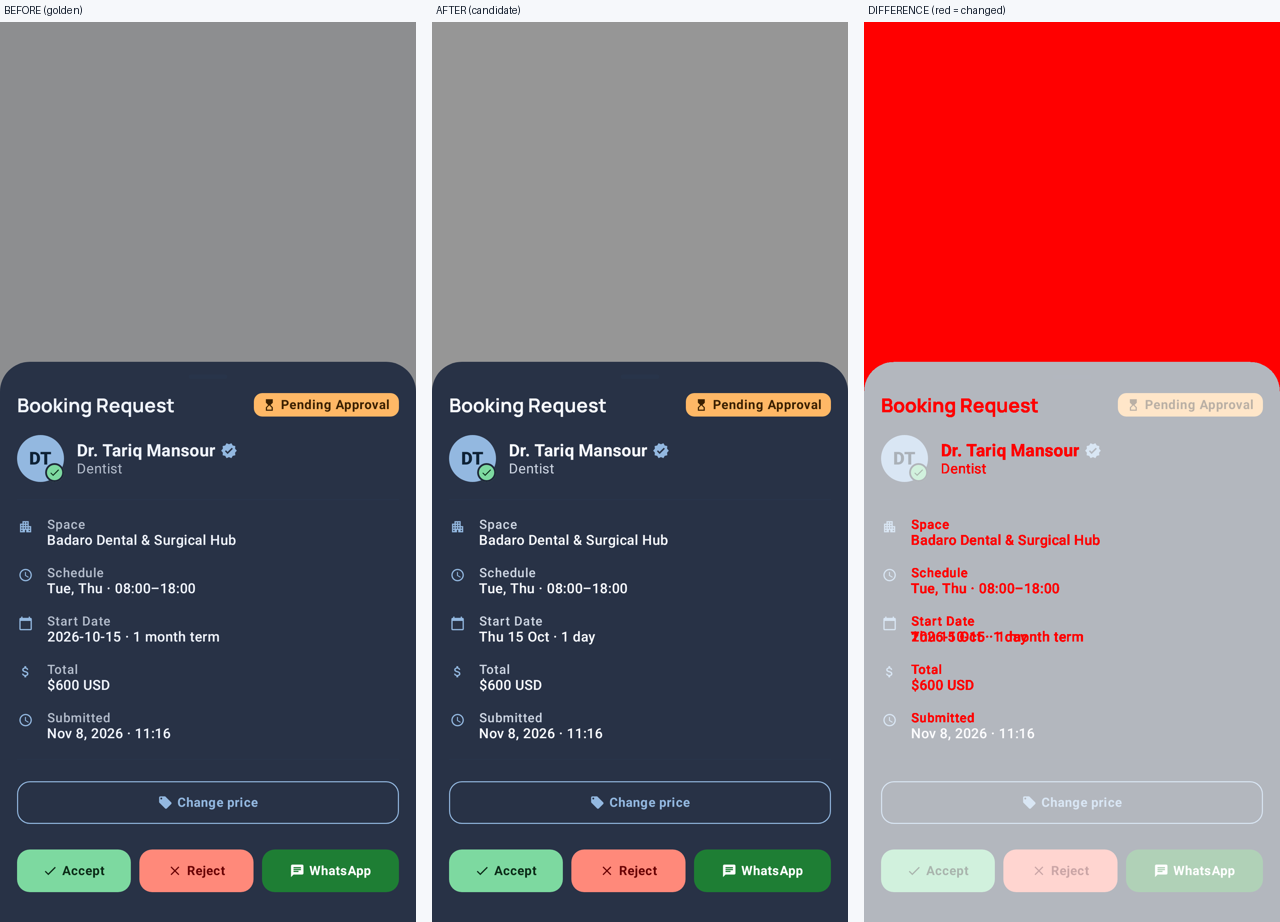 BEFORE (golden)
AFTER (candidate)
DIFFERENCE (red = changed)
Booking Request
Pending Approval
DT
Dr. Tariq Mansour
Dentist
Space
Badaro Dental & Surgical Hub
Schedule
Tue, Thu · 08:00–18:00
Start Date
2026-10-15 · 1 month term
$
Total
$600 USD
Submitted
Nov 8, 2026 · 11:16
Change price
Accept
Reject
WhatsApp
Booking Request
Pending Approval
DT
Dr. Tariq Mansour
Dentist
Space
Badaro Dental & Surgical Hub
Schedule
Tue, Thu · 08:00–18:00
Start Date
Thu 15 Oct · 1 day
$
Total
$600 USD
Submitted
Nov 8, 2026 · 11:16
Change price
Accept
Reject
WhatsApp
Booking Request
Pending Approval
DT
Dr. Tariq Mansour
Dentist
Space
Badaro Dental & Surgical Hub
Schedule
Tue, Thu · 08:00–18:00
Start Date
month term
$
Total
$600 USD
Submitted
Nov 8, 2026 · 11:16
Change price
Accept
Reject
WhatsApp